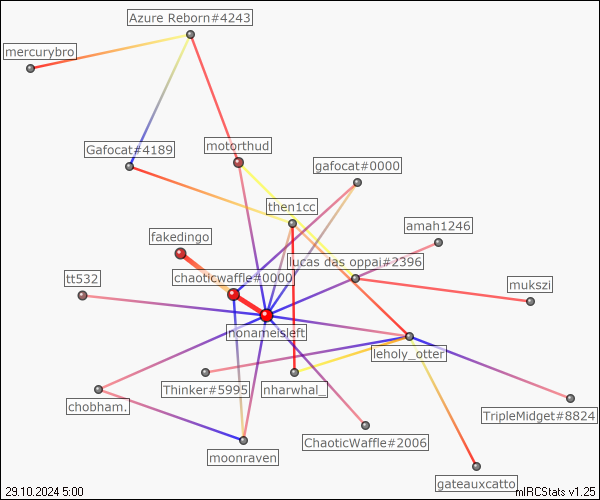 Azure Reborn#4243
mercurybro
Gafocat#4189
motorthud
gafocat#0000
then1cc
amah1246
fakedingo
lucas das oppai#2396
chaoticwaffle#0000
tt532
mukszi
nonameisleft
leholy_otter
Thinker#5995
nharwhal_
chobham.
TripleMidget#8824
ChaoticWaffle#2006
moonraven
gateauxcatto
29.10.2024 5:00
mIRCStats v1.25